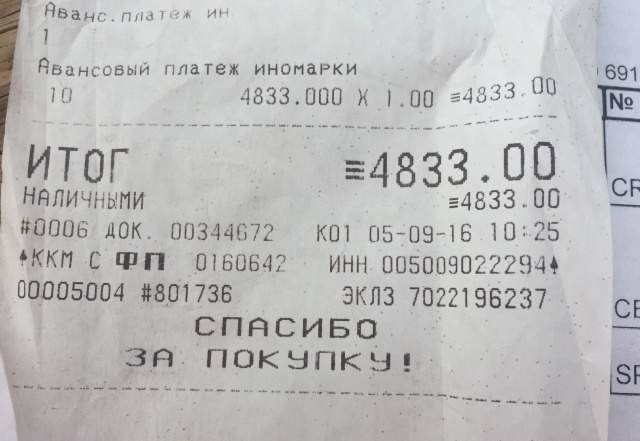 Аванс.платеж ин
1
Авансовый платеж иномарки
10 4833.000 X 1.00 ≡4833.00
ИТОГ ≡4833.00
НАЛИЧНЫМИ ≡4833.00
#0006 ДОК. 00344672 К01 05-09-16 10:25
♠ККМ С ФП 0160642 ИНН 005009022294♠
00005004 #801736 ЭКЛЗ 7022196237
СПАСИБО
ЗА ПОКУПКУ!
691
№
CR
SF